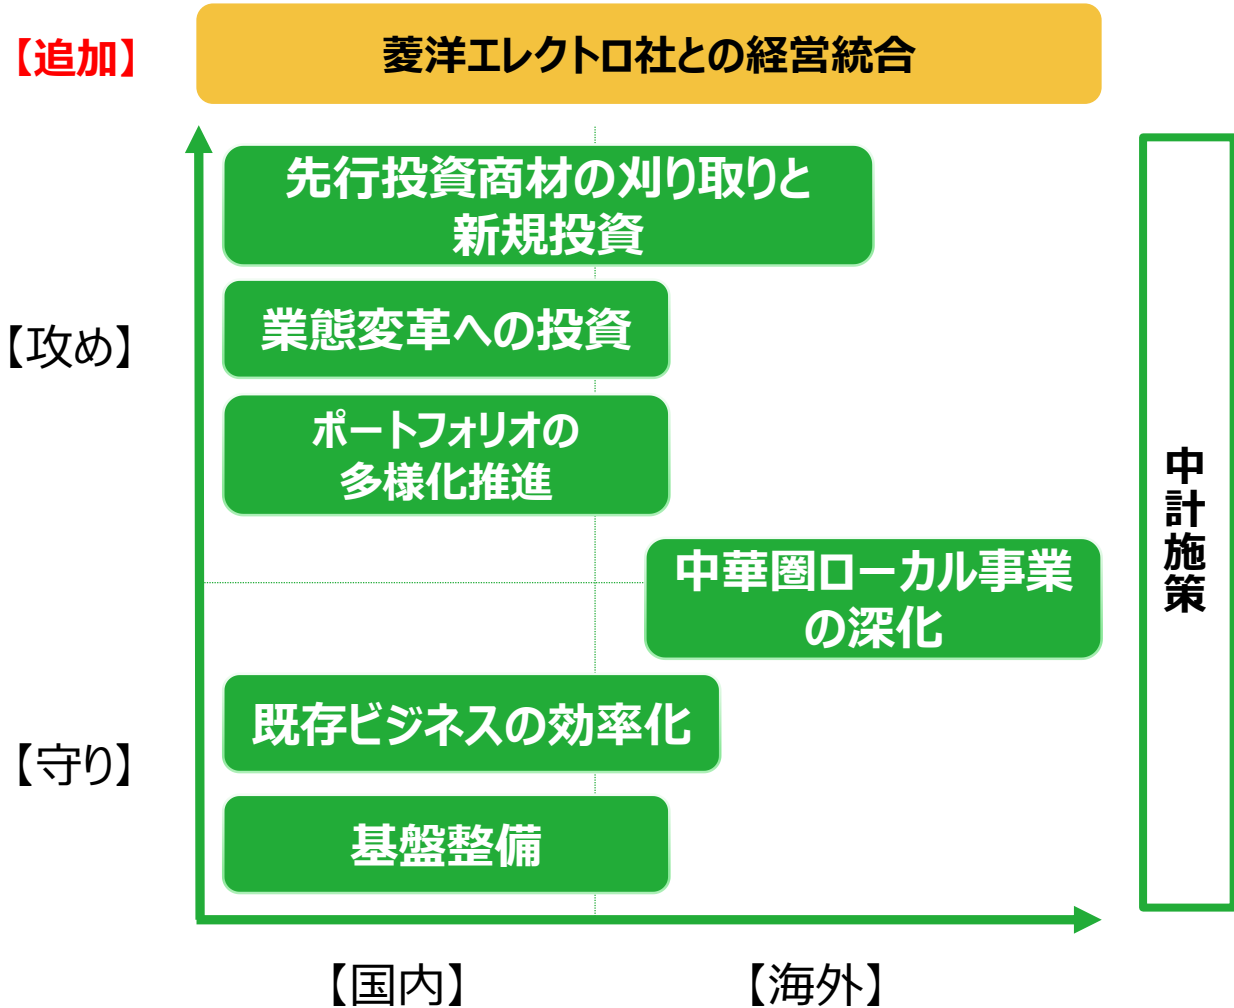 【追加】
菱洋エレクトロ社との経営統合
先行投資商材の刈り取りと
新規投資
業態変革への投資
【攻め】
ポートフォリオの
多様化推進
中華圏ローカル事業
の深化
既存ビジネスの効率化
【守り】
基盤整備
【国内】
【海外】
中計施策